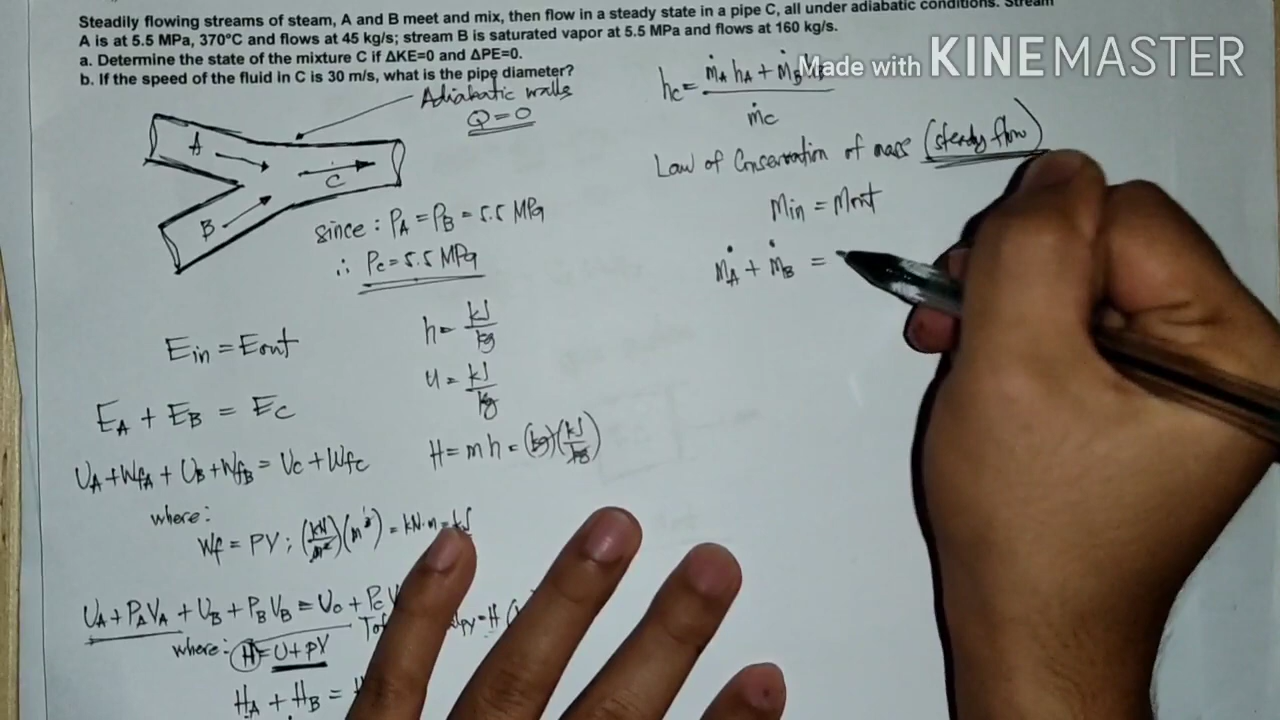 Steadily flowing streams of steam, A and B meet and mix, then flow in a steady state in a pipe C, all under adiabatic conditions. Stream
A is at 5.5 MPa, 370°C and flows at 45 kg/s; stream B is saturated vapor at 5.5 MPa and flows at 160 kg/s.
a. Determine the state of the mixture C if ΔKE=0 and ΔPE=0.
b. If the speed of the fluid in C is 30 m/s, what is the pipe diameter?
Adiabatic walls
Q=0
A
B
C
since: PA = PB = 5.5 MPa
∴ Pc = 5.5 MPa
Ein = Eout
EA + EB = EC
UA + WfA + UB + WfB = Uc + Wfc
where:
Wf = PV; (kN/m²)(m³) = kN·m = kJ
UA + PAVA + UB + PBVB = Uc + PcV
where: H = U+PV
HA + HB =
h = kJ/kg
u = kJ/kg
H = mh = (kg)(kJ/kg)
Made with KINEMASTER
hc = ṁA hA + ṁB / ṁc
Law of Conservation of mass (steady flow)
Min = Mout
ṁA + ṁB =